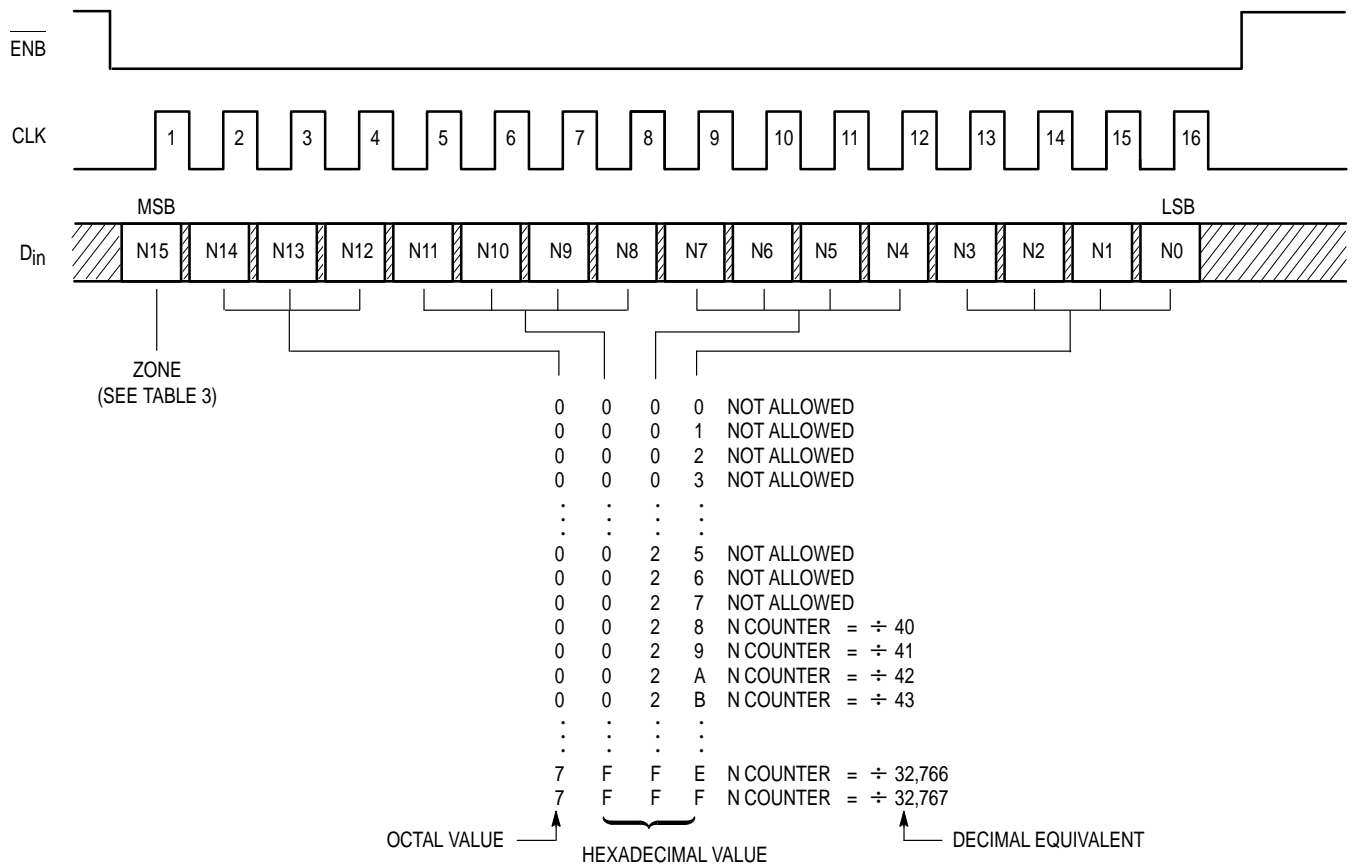 ENB
CLK
1 2 3 4 5 6 7 8 9 10 11 12 13 14 15 16
MSB LSB
Din
N15 N14 N13 N12 N11 N10 N9 N8 N7 N6 N5 N4 N3 N2 N1 N0
ZONE
(SEE TABLE 3)
0 0 0 0 NOT ALLOWED
0 0 0 1 NOT ALLOWED
0 0 0 2 NOT ALLOWED
0 0 0 3 NOT ALLOWED
. . . .
. . . .
. . . .
0 0 2 5 NOT ALLOWED
0 0 2 6 NOT ALLOWED
0 0 2 7 NOT ALLOWED
0 0 2 8 N COUNTER = ÷ 40
0 0 2 9 N COUNTER = ÷ 41
0 0 2 A N COUNTER = ÷ 42
0 0 2 B N COUNTER = ÷ 43
. . . .
. . . .
. . . .
7 F F E N COUNTER = ÷ 32,766
7 F F F N COUNTER = ÷ 32,767
OCTAL VALUE
HEXADECIMAL VALUE
DECIMAL EQUIVALENT